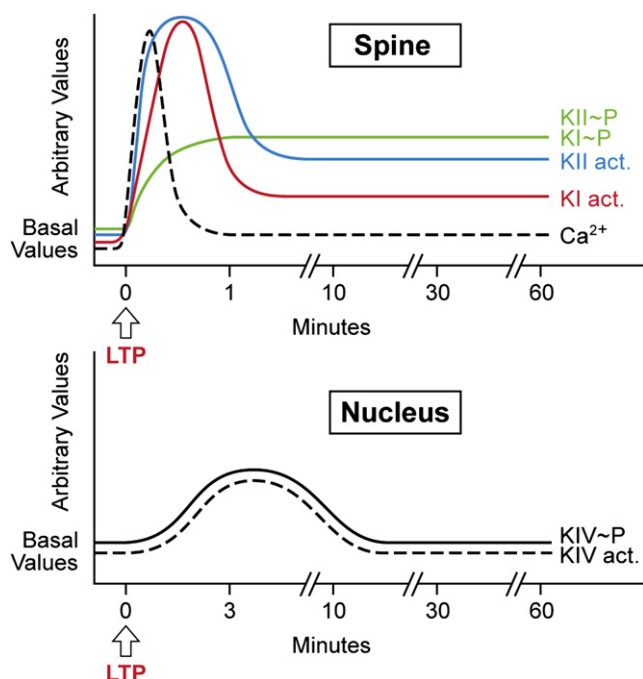 Spine
Arbitrary Values
Basal
Values
KII~P
KI~P
KII act.
KI act.
Ca²⁺
0
1
10
30
60
Minutes
LTP
Nucleus
Arbitrary Values
Basal
Values
KIV~P
KIV act.
0
3
10
30
60
Minutes
LTP